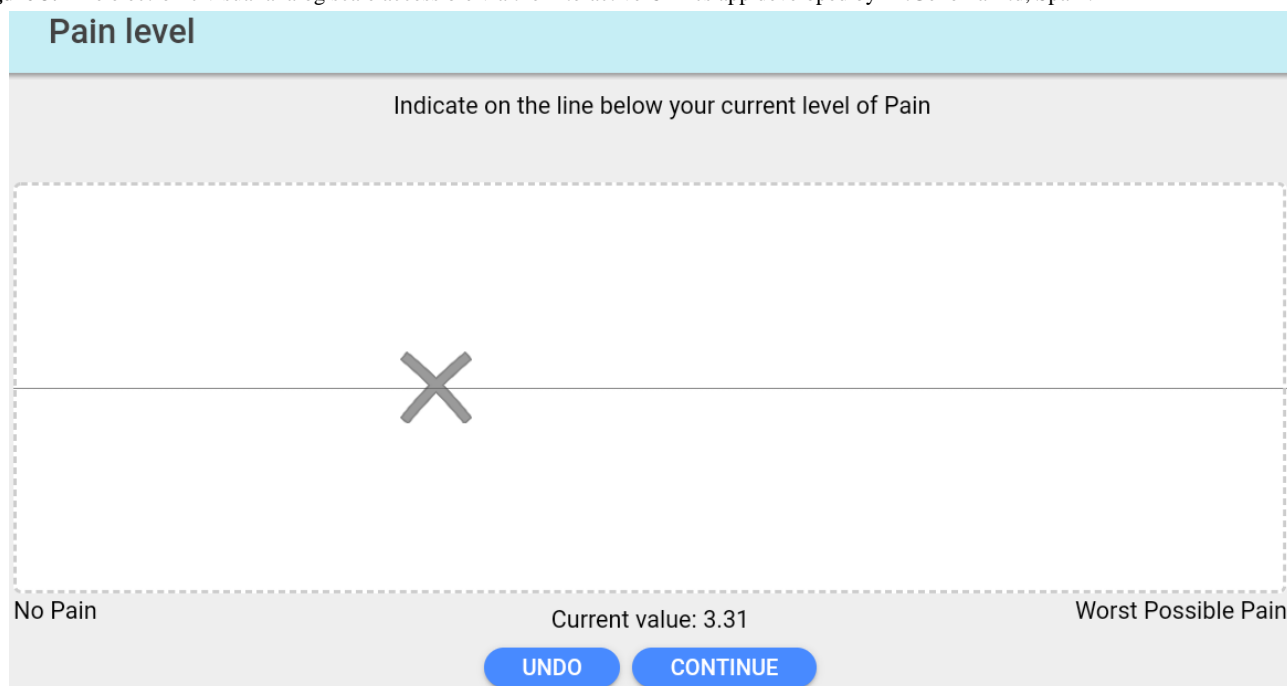 Pain level
Indicate on the line below your current level of Pain
No Pain
Worst Possible Pain
Current value: 3.31
UNDO
CONTINUE